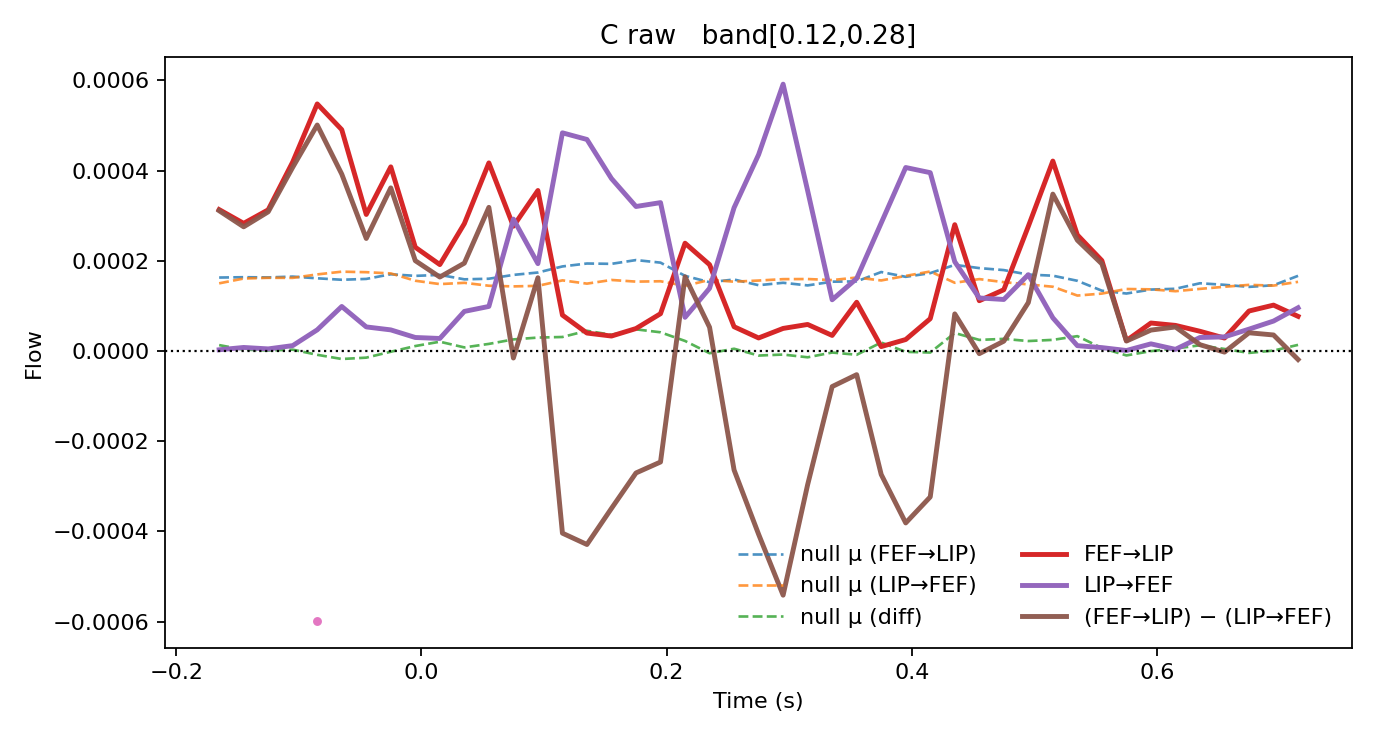 C raw   band[0.12,0.28]
Flow
0.0006
0.0004
0.0002
0.0000
−0.0002
−0.0004
−0.0006
null μ (FEF→LIP)
null μ (LIP→FEF)
null μ (diff)
FEF→LIP
LIP→FEF
(FEF→LIP) − (LIP→FEF)
−0.2
0.0
0.2
0.4
0.6
Time (s)